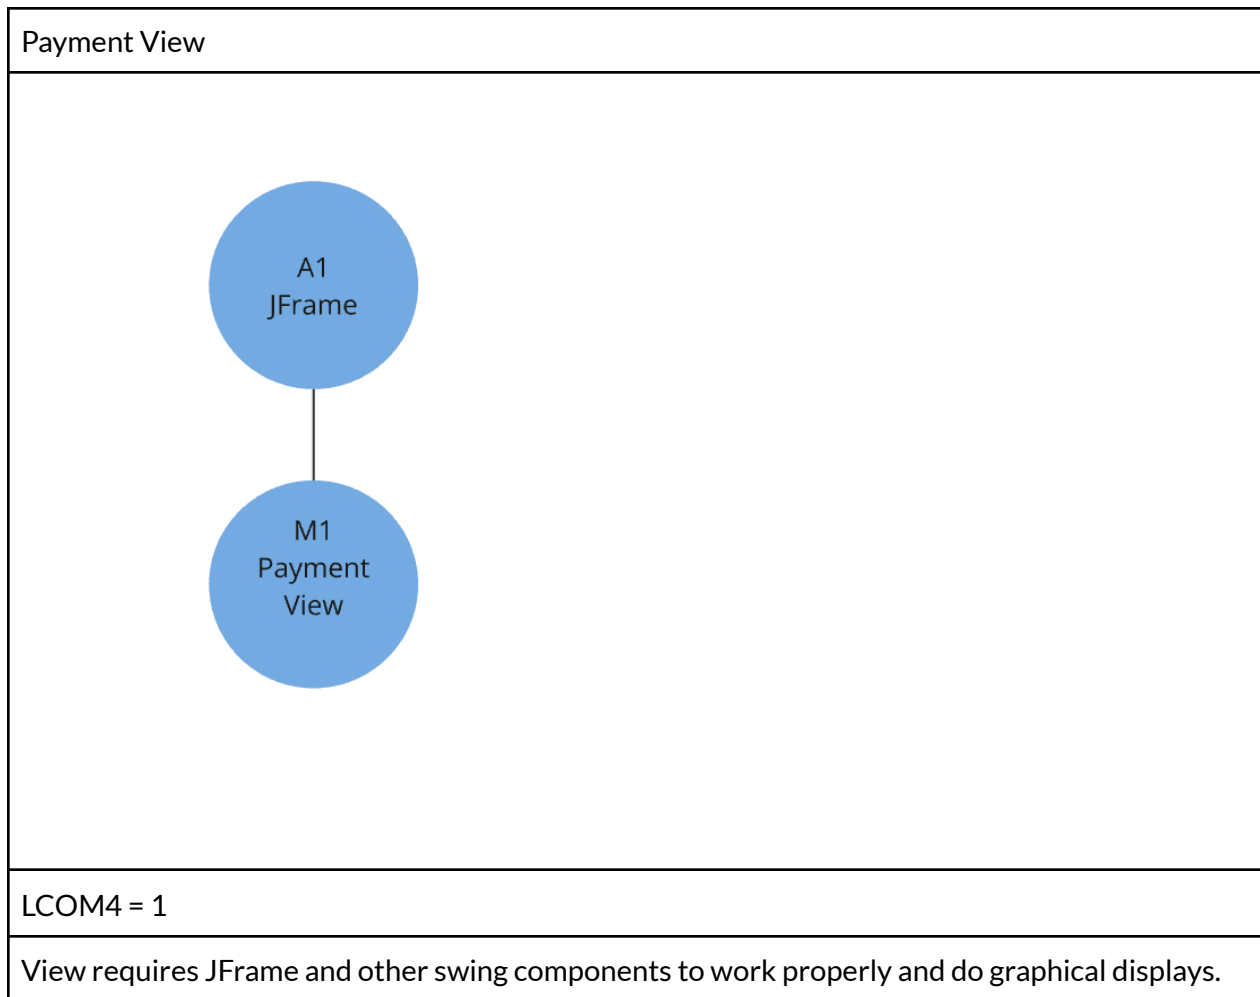 Payment View
A1
JFrame
M1
Payment
View
LCOM4 = 1
View requires JFrame and other swing components to work properly and do graphical displays.